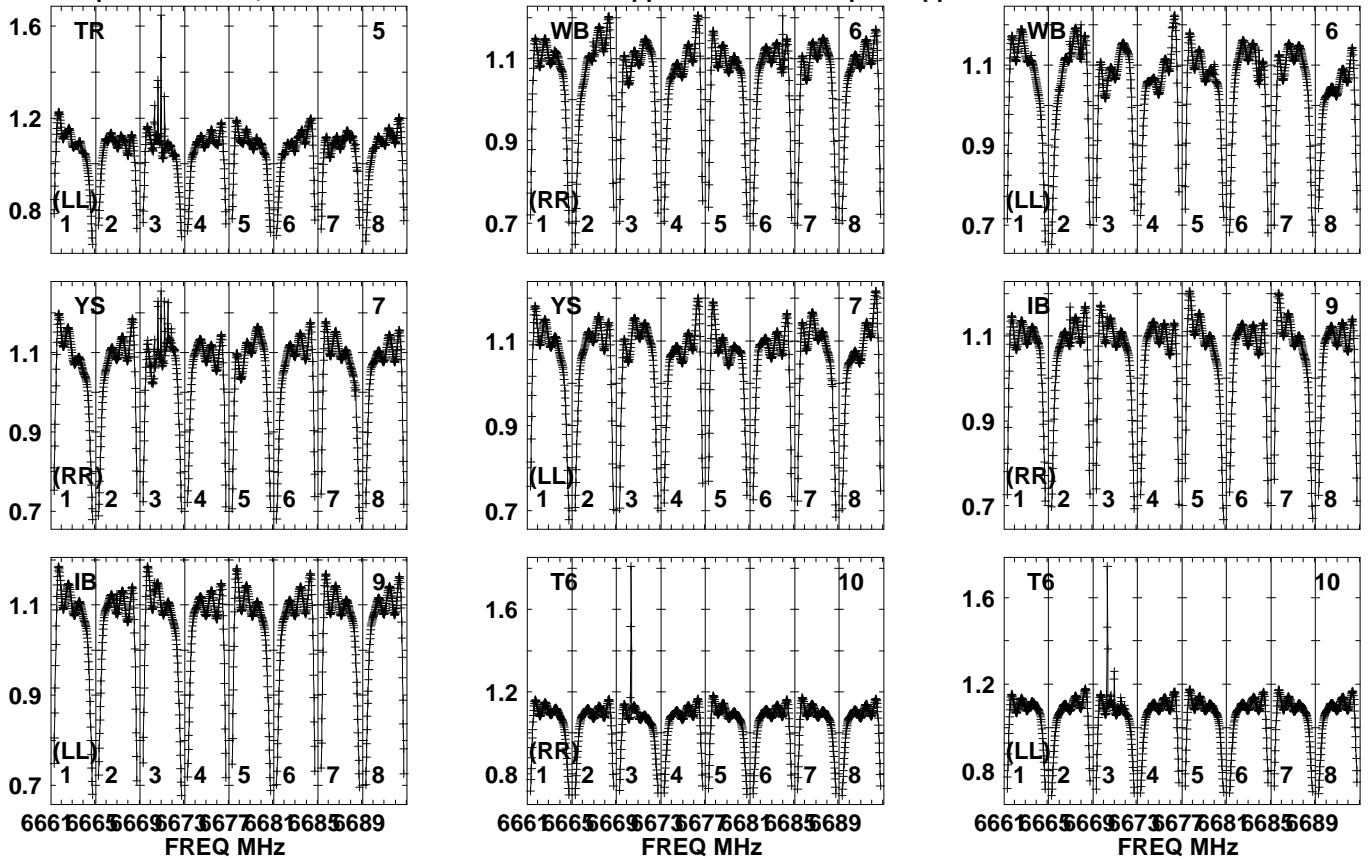 1.6 TR 5
1.2
0.8 (LL)
1 2 3 4 5 6 7 8
WB 6
1.1
0.9
(RR)
0.7 1 2 3 4 5 6 7 8
WB 6
1.1
0.9
(LL)
0.7 1 2 3 4 5 6 7 8
YS 7
1.1
0.9
(RR)
0.7 1 2 3 4 5 6 7 8
YS 7
1.1
0.9
(LL)
0.7 1 2 3 4 5 6 7 8
IB 9
1.1
0.9
(RR)
0.7 1 2 3 4 5 6 7 8
IB 9
1.1
0.9
(LL)
0.7 1 2 3 4 5 6 7 8
T6 10
1.6
1.2
(RR)
0.8 1 2 3 4 5 6 7 8
T6 10
1.6
1.2
(LL)
0.8 1 2 3 4 5 6 7 8
6661 6665 6669 6673 6677 6681 6685 6689
FREQ MHz
6661 6665 6669 6673 6677 6681 6685 6689
FREQ MHz
6661 6665 6669 6673 6677 6681 6685 6689
FREQ MHz